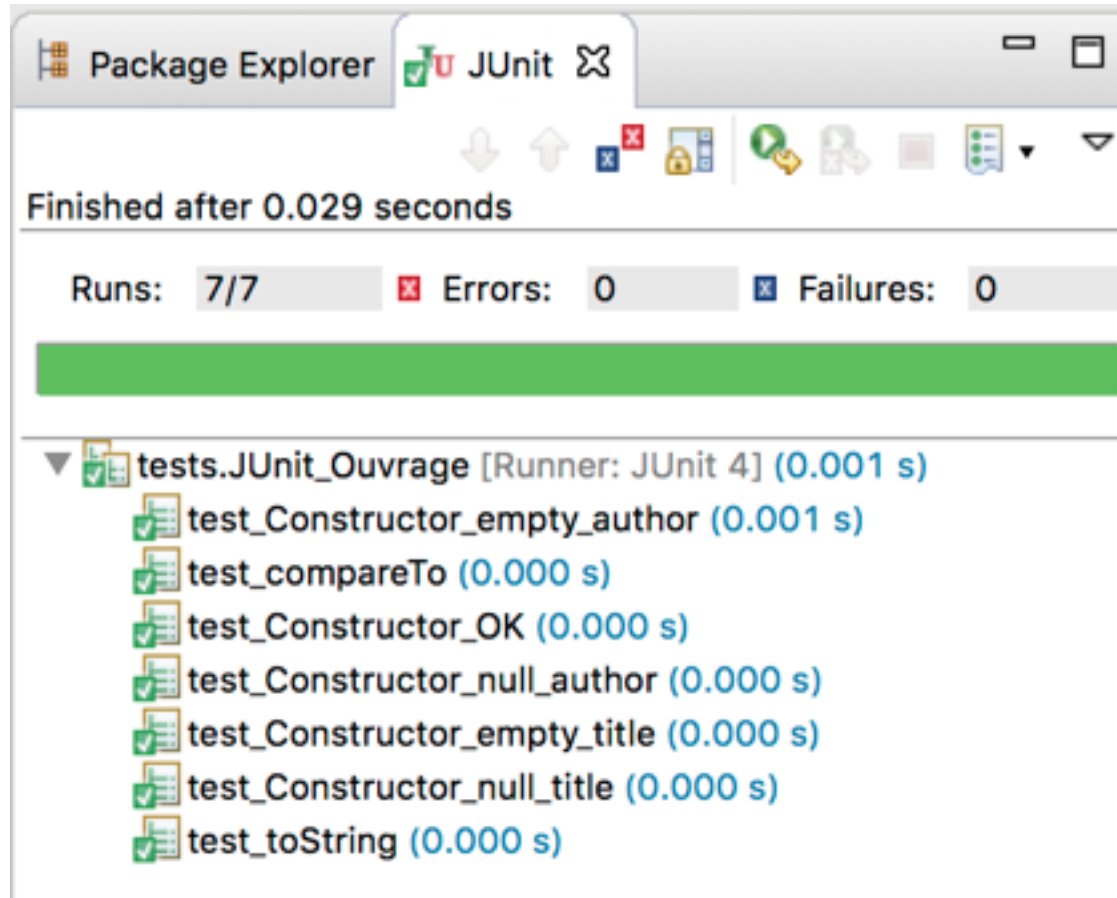 Package Explorer JUnit
Finished after 0.029 seconds
Runs: 7/7 Errors: 0 Failures: 0
tests.JUnit_Ouvrage [Runner: JUnit 4] (0.001 s)
test_Constructor_empty_author (0.001 s)
test_compareTo (0.000 s)
test_Constructor_OK (0.000 s)
test_Constructor_null_author (0.000 s)
test_Constructor_empty_title (0.000 s)
test_Constructor_null_title (0.000 s)
test_toString (0.000 s)